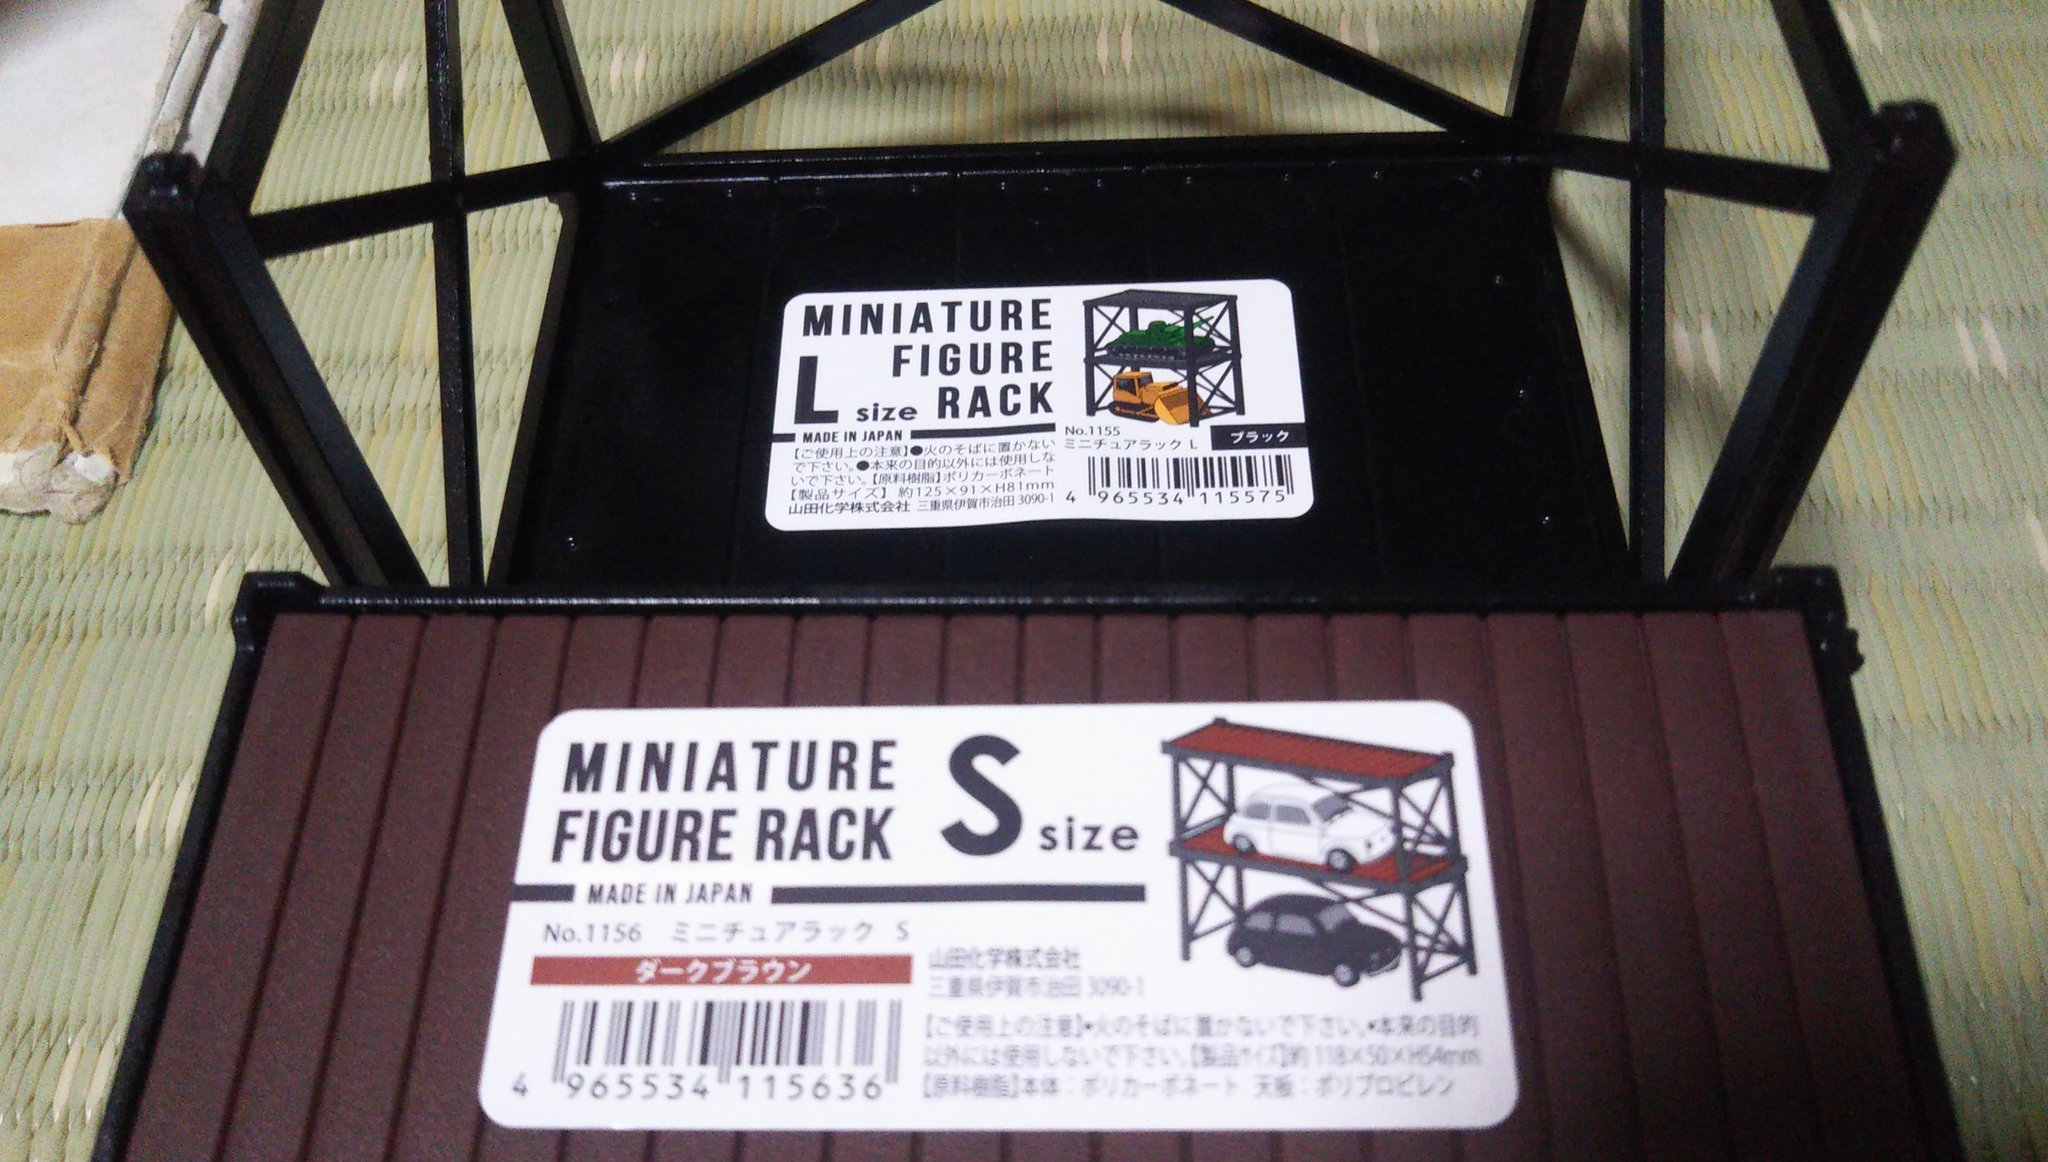 MINIATURE
FIGURE
L size RACK
MADE IN JAPAN
【ご使用上の注意】●火のそばに置かない
で下さい。●本来の目的以外には使用しな
いで下さい。【原料樹脂】ポリカーボネート
【製品サイズ】 約125×91×H81mm
山田化学株式会社 三重県伊賀市治田 3090-1
No.1155
ミニチュアラック L ブラック
4 965534 115575
MINIATURE
FIGURE RACK
S size
MADE IN JAPAN
No.1156 ミニチュアラック S
ダークブラウン
4 965534 115636
山田化学株式会社
三重県伊賀市治田 3090-1
【ご使用上の注意】●火のそばに置かないで下さい。●本来の目的
以外には使用しないで下さい。【製品サイズ】約 118×50×H64mm
【原料樹脂】本体：ポリカーボネート 天板：ポリプロピレン